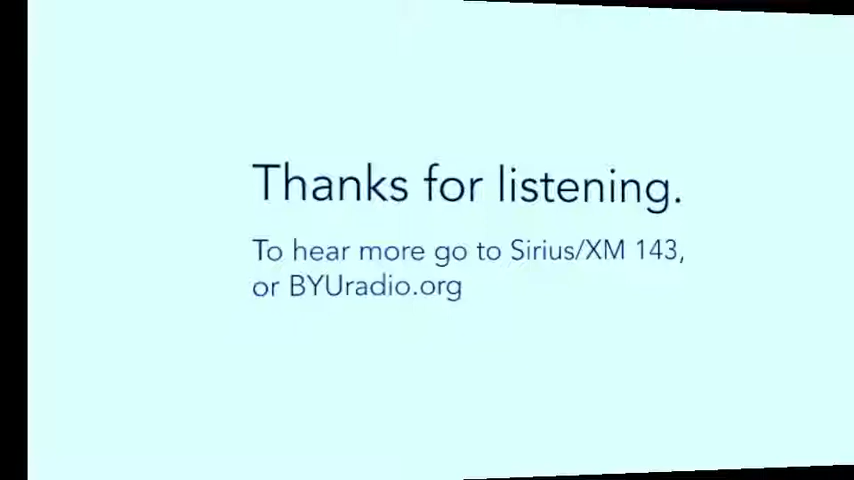 Thanks for listening.
To hear more go to Sirius/XM 143,
or BYUradio.org